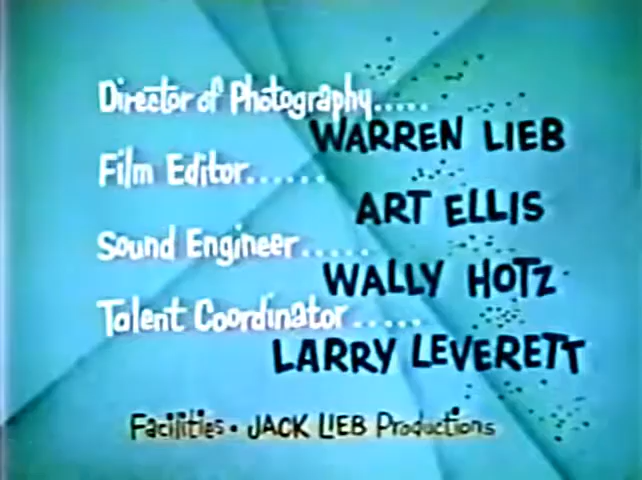 Director of Photography.....
WARREN LIEB
Film Editor......
ART ELLIS
Sound Engineer.....
WALLY HOTZ
Talent Coordinator.....
LARRY LEVERETT
Facilities • JACK LIEB Productions